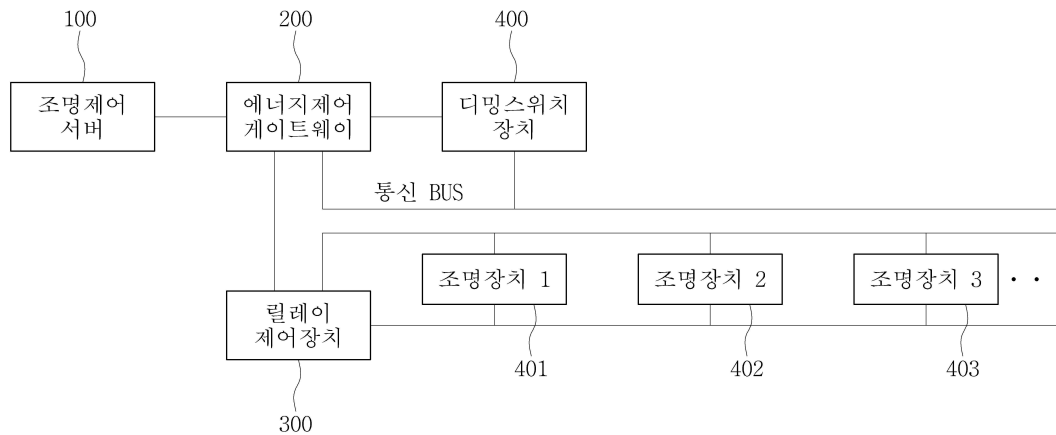 100
200
400
조명제어
서버
에너지제어
게이트웨이
디밍스위치
장치
통신 BUS
조명장치 1
조명장치 2
조명장치 3 · ·
릴레이
제어장치
401
402
403
300